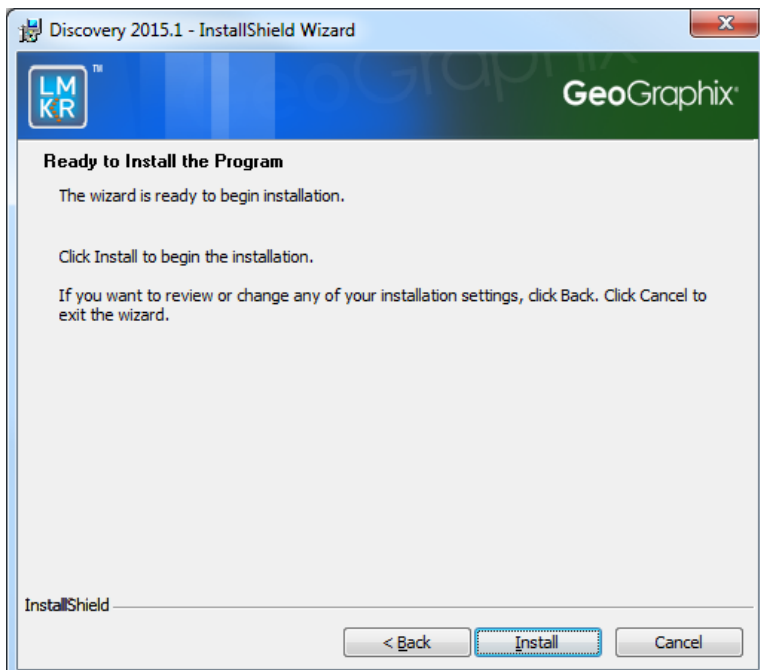 Discovery 2015.1 - InstallShield Wizard
LM
KR
TM
GeoGraphix
GeoGraphix®
Ready to Install the Program
The wizard is ready to begin installation.
Click Install to begin the installation.
If you want to review or change any of your installation settings, click Back. Click Cancel to
exit the wizard.
InstallShield
< Back
Install
Cancel